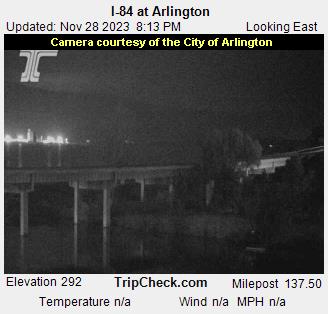 I-84 at Arlington
Updated: Nov 28 2023 8:13 PM Looking East
Camera courtesy of the City of Arlington
Elevation 292 TripCheck.com Milepost 137.50
Temperature n/a Wind n/a MPH n/a